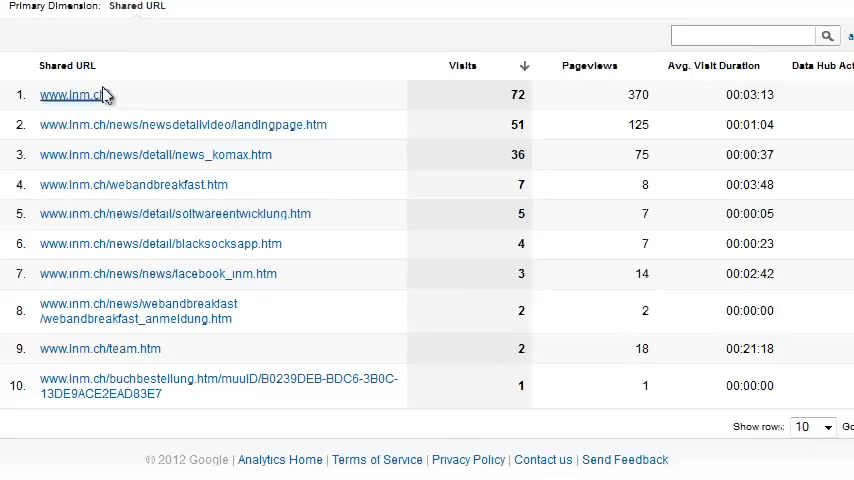 Primary Dimension: Shared URL
Shared URL Visits Pageviews Avg. Visit Duration Data Hub Act
1. www.inm.ch 72 370 00:03:13
2. www.inm.ch/news/newsdetailvideo/landingpage.htm 51 125 00:01:04
3. www.inm.ch/news/detail/news_komax.htm 36 75 00:00:37
4. www.inm.ch/webandbreakfast.htm 7 8 00:03:48
5. www.inm.ch/news/detail/softwareentwicklung.htm 5 7 00:00:05
6. www.inm.ch/news/detail/blacksocksapp.htm 4 7 00:00:23
7. www.inm.ch/news/news/facebook_inm.htm 3 14 00:02:42
8. www.inm.ch/news/webandbreakfast
/webandbreakfast_anmeldung.htm 2 2 00:00:00
9. www.inm.ch/team.htm 2 18 00:21:18
10. www.inm.ch/buchbestellung.htm/muuID/B0239DEB-BDC6-3B0C-
13DE9ACE2EAD83E7 1 1 00:00:00
Show rows: 10 Go
© 2012 Google | Analytics Home | Terms of Service | Privacy Policy | Contact us | Send Feedback